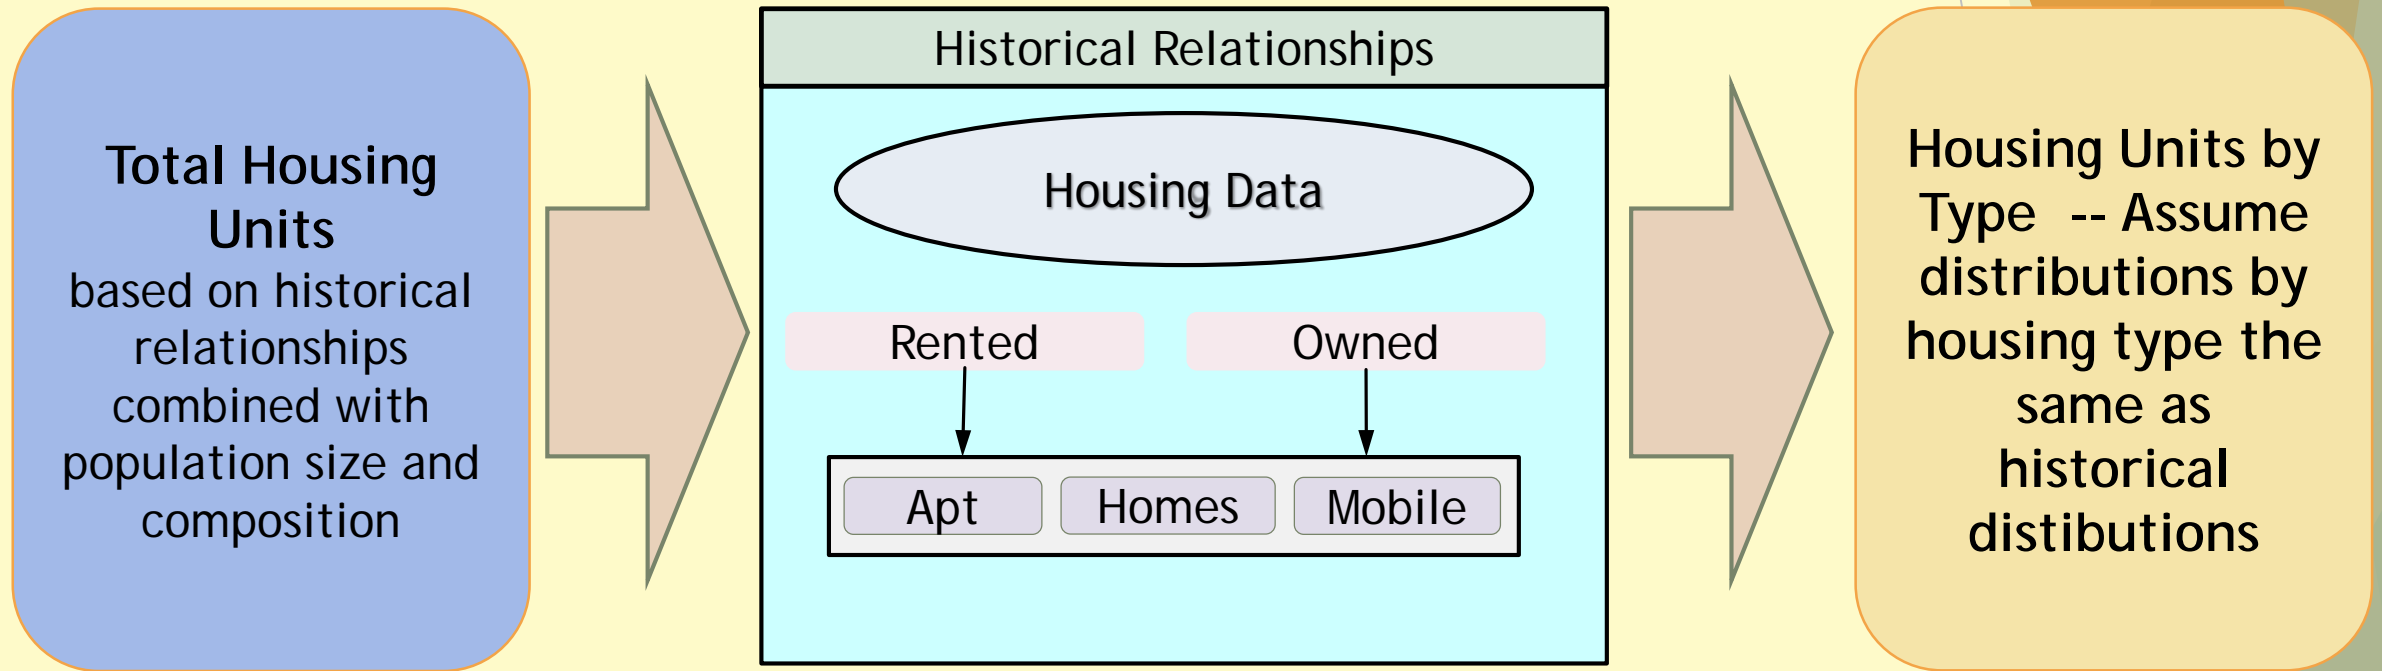 Total Housing
Units
based on historical
relationships
combined with
population size and
composition
Historical Relationships
Housing Data
Rented
Owned
Apt
Homes
Mobile
Housing Units by
Type -- Assume
distributions by
housing type the
same as
historical
distibutions